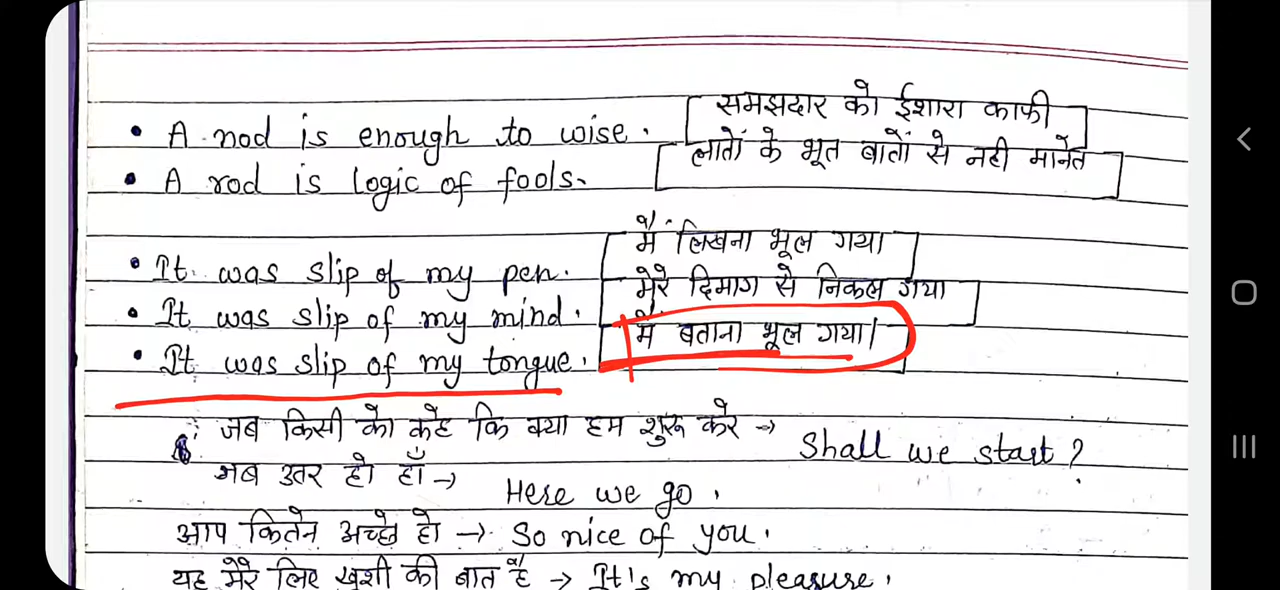 • A nod is enough to wise. समझदार को ईशारा काफी
• A rod is logic of fools. लातों के भूत बातों से नही मानते
• It was slip of my pen. मैं लिखना भूल गया
• It was slip of my mind. मेरे दिमाग से निकल गया
• It was slip of my tongue. मैं बताना भूल गया।
जब किसी को कहे कि क्या हम शुरू करे → Shall we start?
जब उतर हो हाँ → Here we go.
आप कितने अच्छे हो → So nice of you.
यह मेरे लिए खुशी की बात है → It's my pleasure.